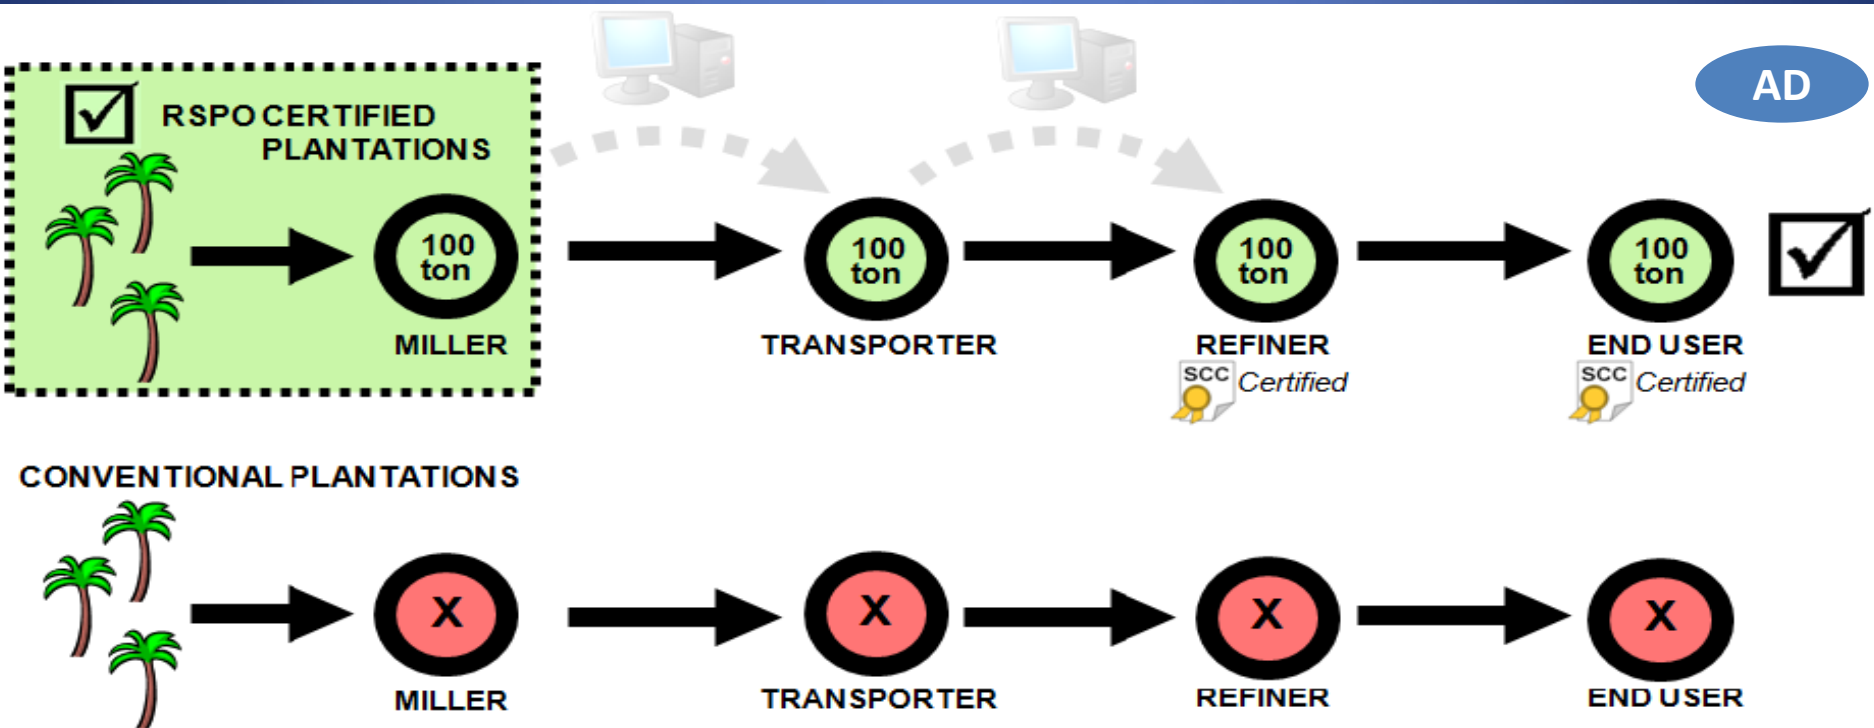 AD
RSPO CERTIFIED
PLANTATIONS
100
ton
100
ton
100
ton
100
ton
MILLER
TRANSPORTER
REFINER
END USER
SCC Certified
SCC Certified
CONVENTIONAL PLANTATIONS
X
X
X
X
MILLER
TRANSPORTER
REFINER
END USER